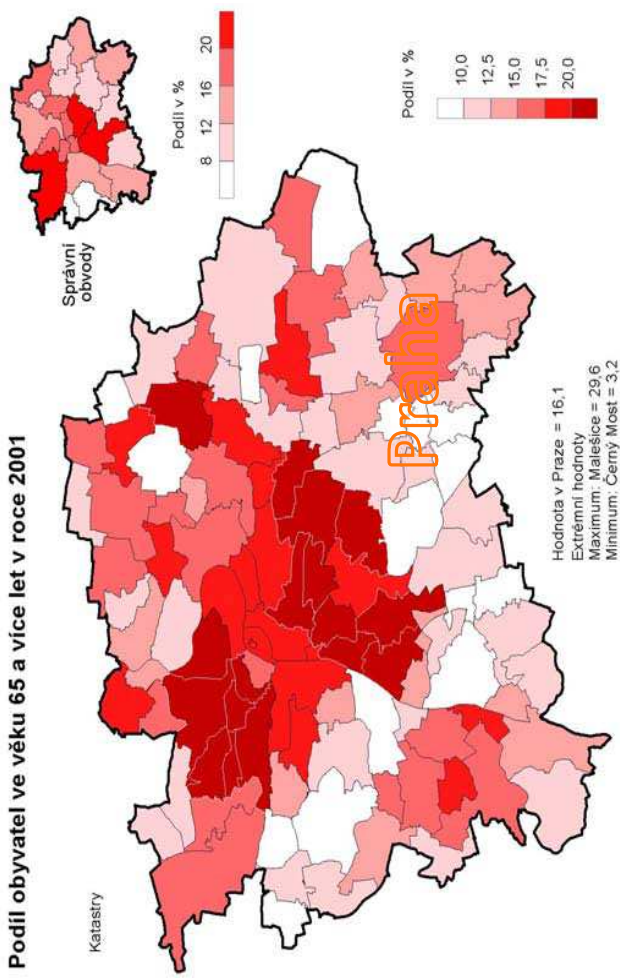 Podíl obyvatel ve věku 65 a více let v roce 2001
Katastry
Správní
obvody
Podíl v %
8
12
16
20
Podíl v %
10,0
12,5
15,0
17,5
20,0
Praha
Hodnota v Praze = 16,1
Extrémní hodnoty
Maximum: Malešice = 29,6
Minimum: Černý Most = 3,2